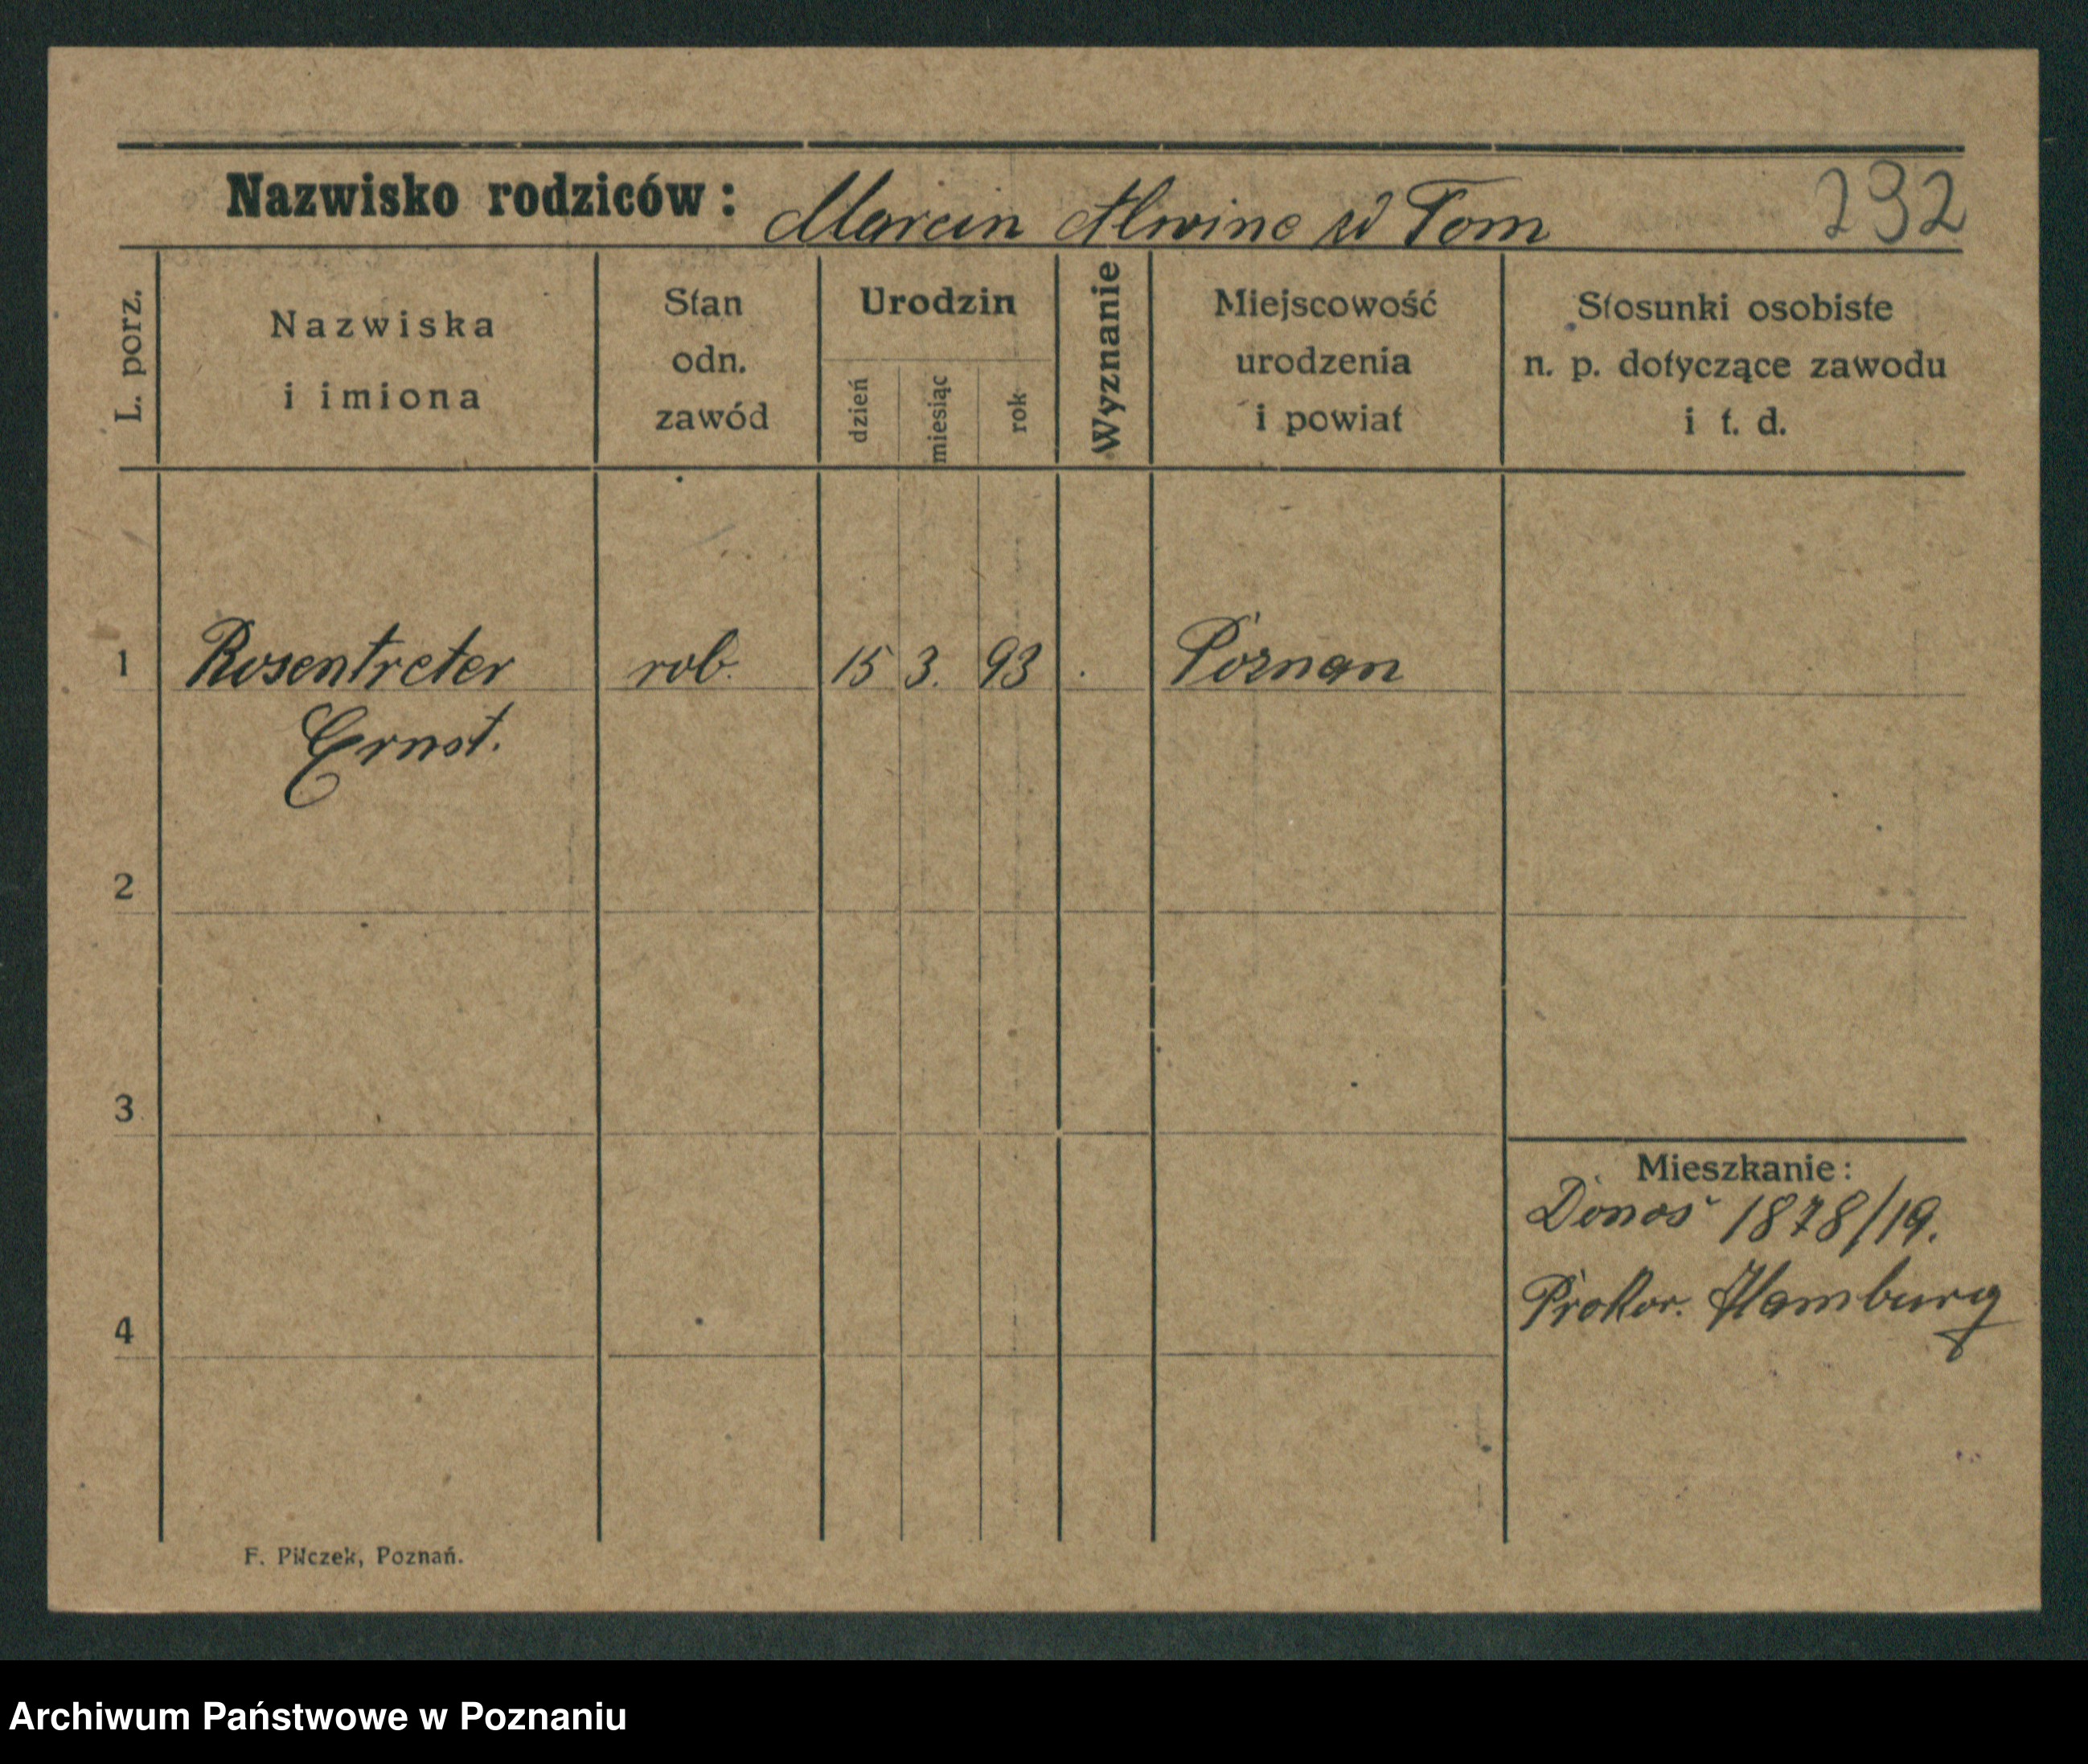 Nazwisko rodziców: Marcin Alwine w Tom 232
L. porz.
Nazwiska
i imiona
Stan
odn.
zawód
Urodzin
dzień
miesiąc
rok
Wyznanie
Miejscowość
urodzenia
i powiat
Stosunki osobiste
n. p. dotyczące zawodu
i t. d.
1 Rosentreter rob. 15 3. 93 Poznan
Ernst.
2
3
Mieszkanie:
Donos 1878/19.
Prokor. Hamburg
4
F. Pilczek, Poznań.
Archiwum Państwowe w Poznaniu